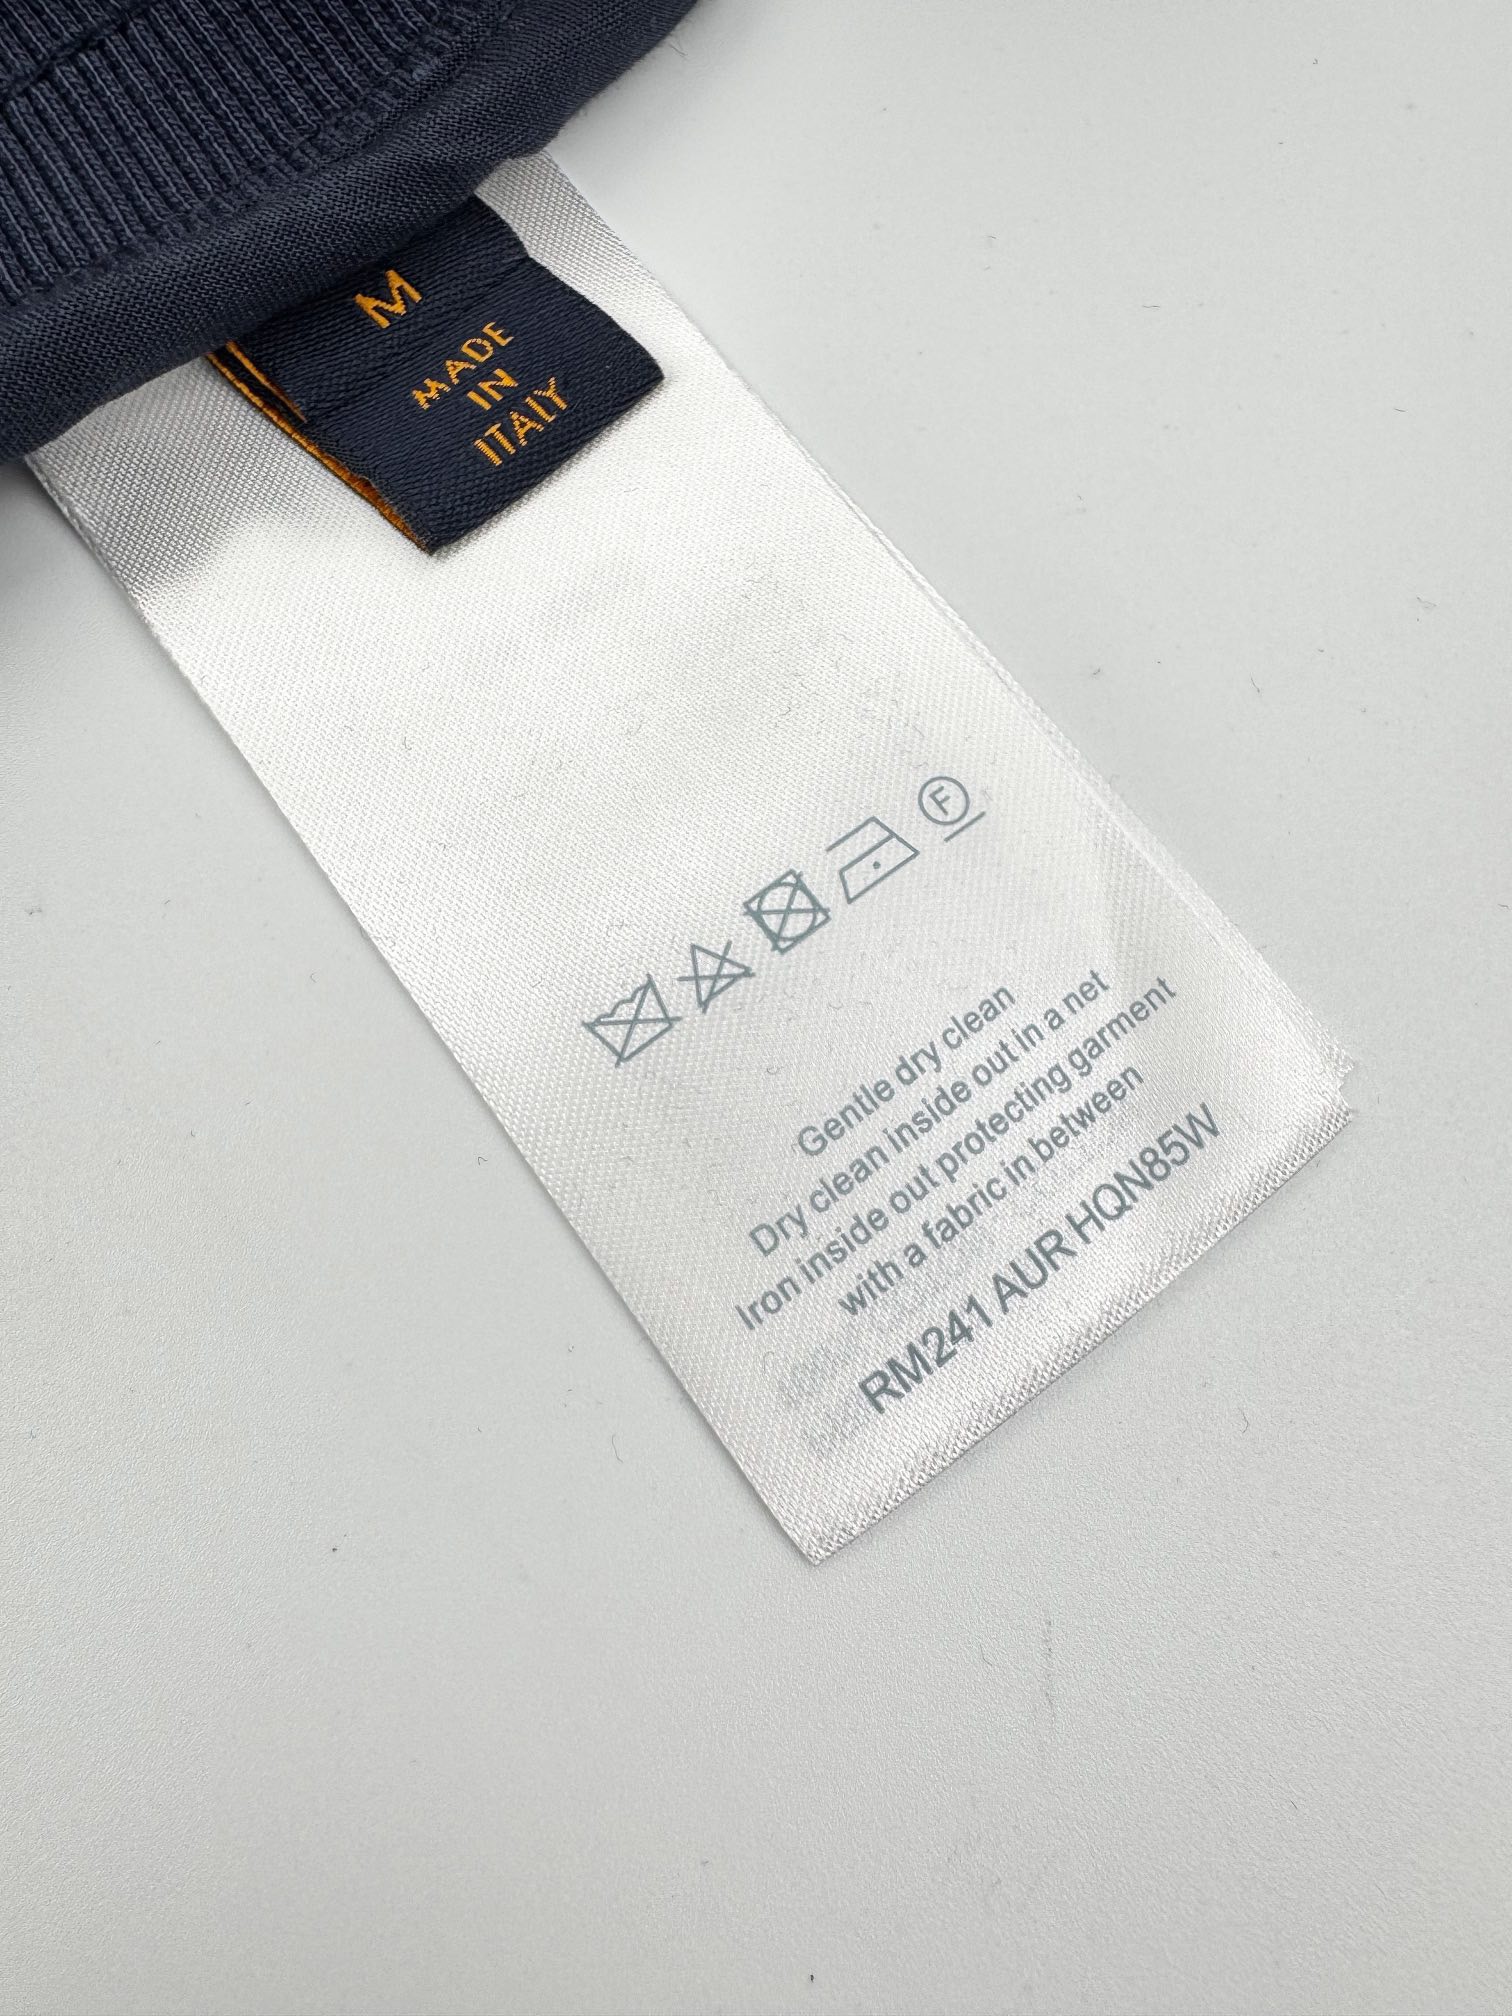 M
MADE
IN
ITALY
F
Gentle dry clean
Dry clean inside out in a net
Iron inside out protecting garment
with a fabric in between
RM241 AUR HQN85W